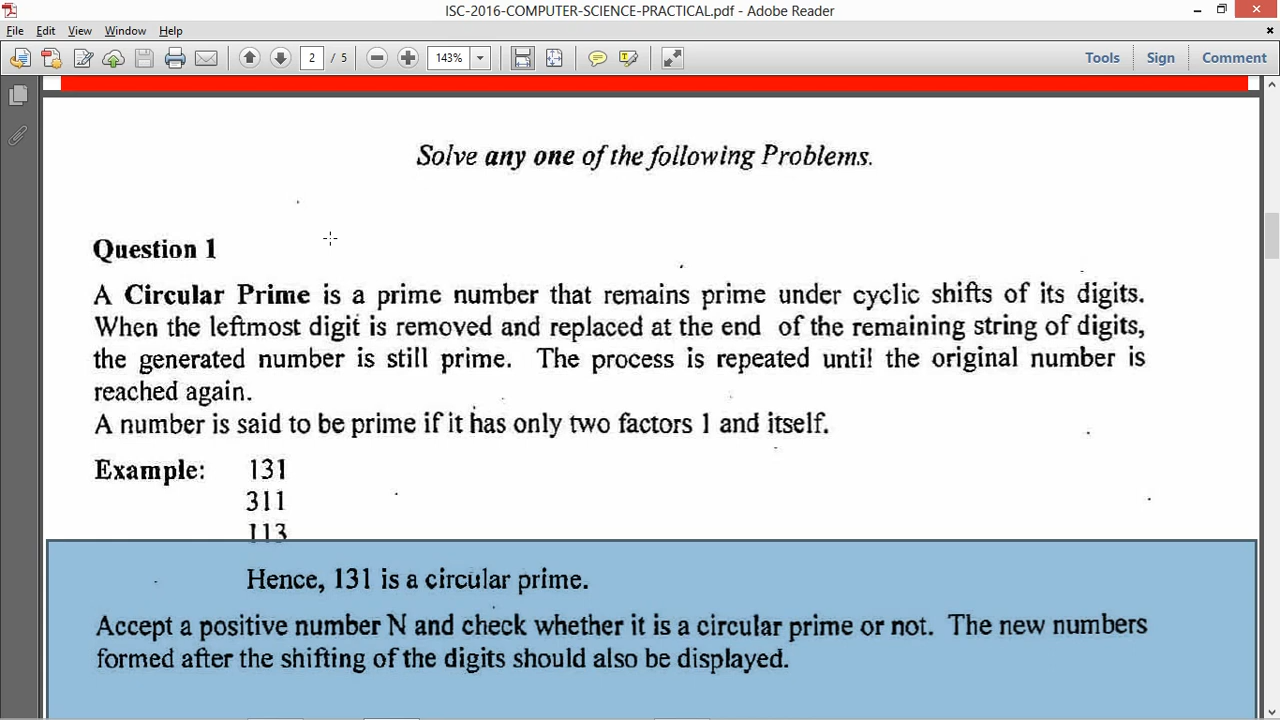 ISC-2016-COMPUTER-SCIENCE-PRACTICAL.pdf - Adobe Reader
File Edit View Window Help
2 / 5 143% Tools Sign Comment
Solve any one of the following Problems.
Question 1
A Circular Prime is a prime number that remains prime under cyclic shifts of its digits.
When the leftmost digit is removed and replaced at the end of the remaining string of digits,
the generated number is still prime. The process is repeated until the original number is
reached again.
A number is said to be prime if it has only two factors 1 and itself.
Example: 131
311
113
Hence, 131 is a circular prime.
Accept a positive number N and check whether it is a circular prime or not. The new numbers
formed after the shifting of the digits should also be displayed.